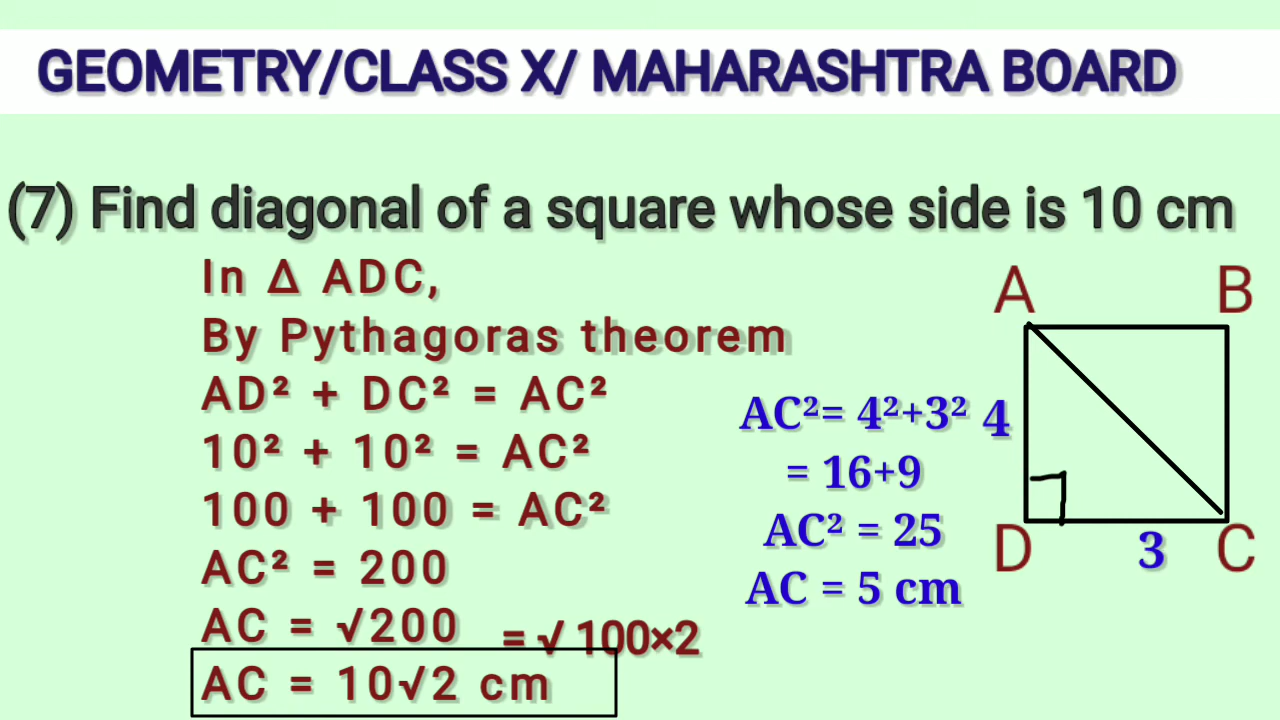 GEOMETRY/CLASS X/ MAHARASHTRA BOARD
(7) Find diagonal of a square whose side is 10 cm
In Δ ADC,
By Pythagoras theorem
AD² + DC² = AC²
10² + 10² = AC²
100 + 100 = AC²
AC² = 200
AC = √200 = √ 100×2
AC = 10√2 cm
AC²= 4²+3²
= 16+9
AC² = 25
AC = 5 cm
A B
4
D 3 C